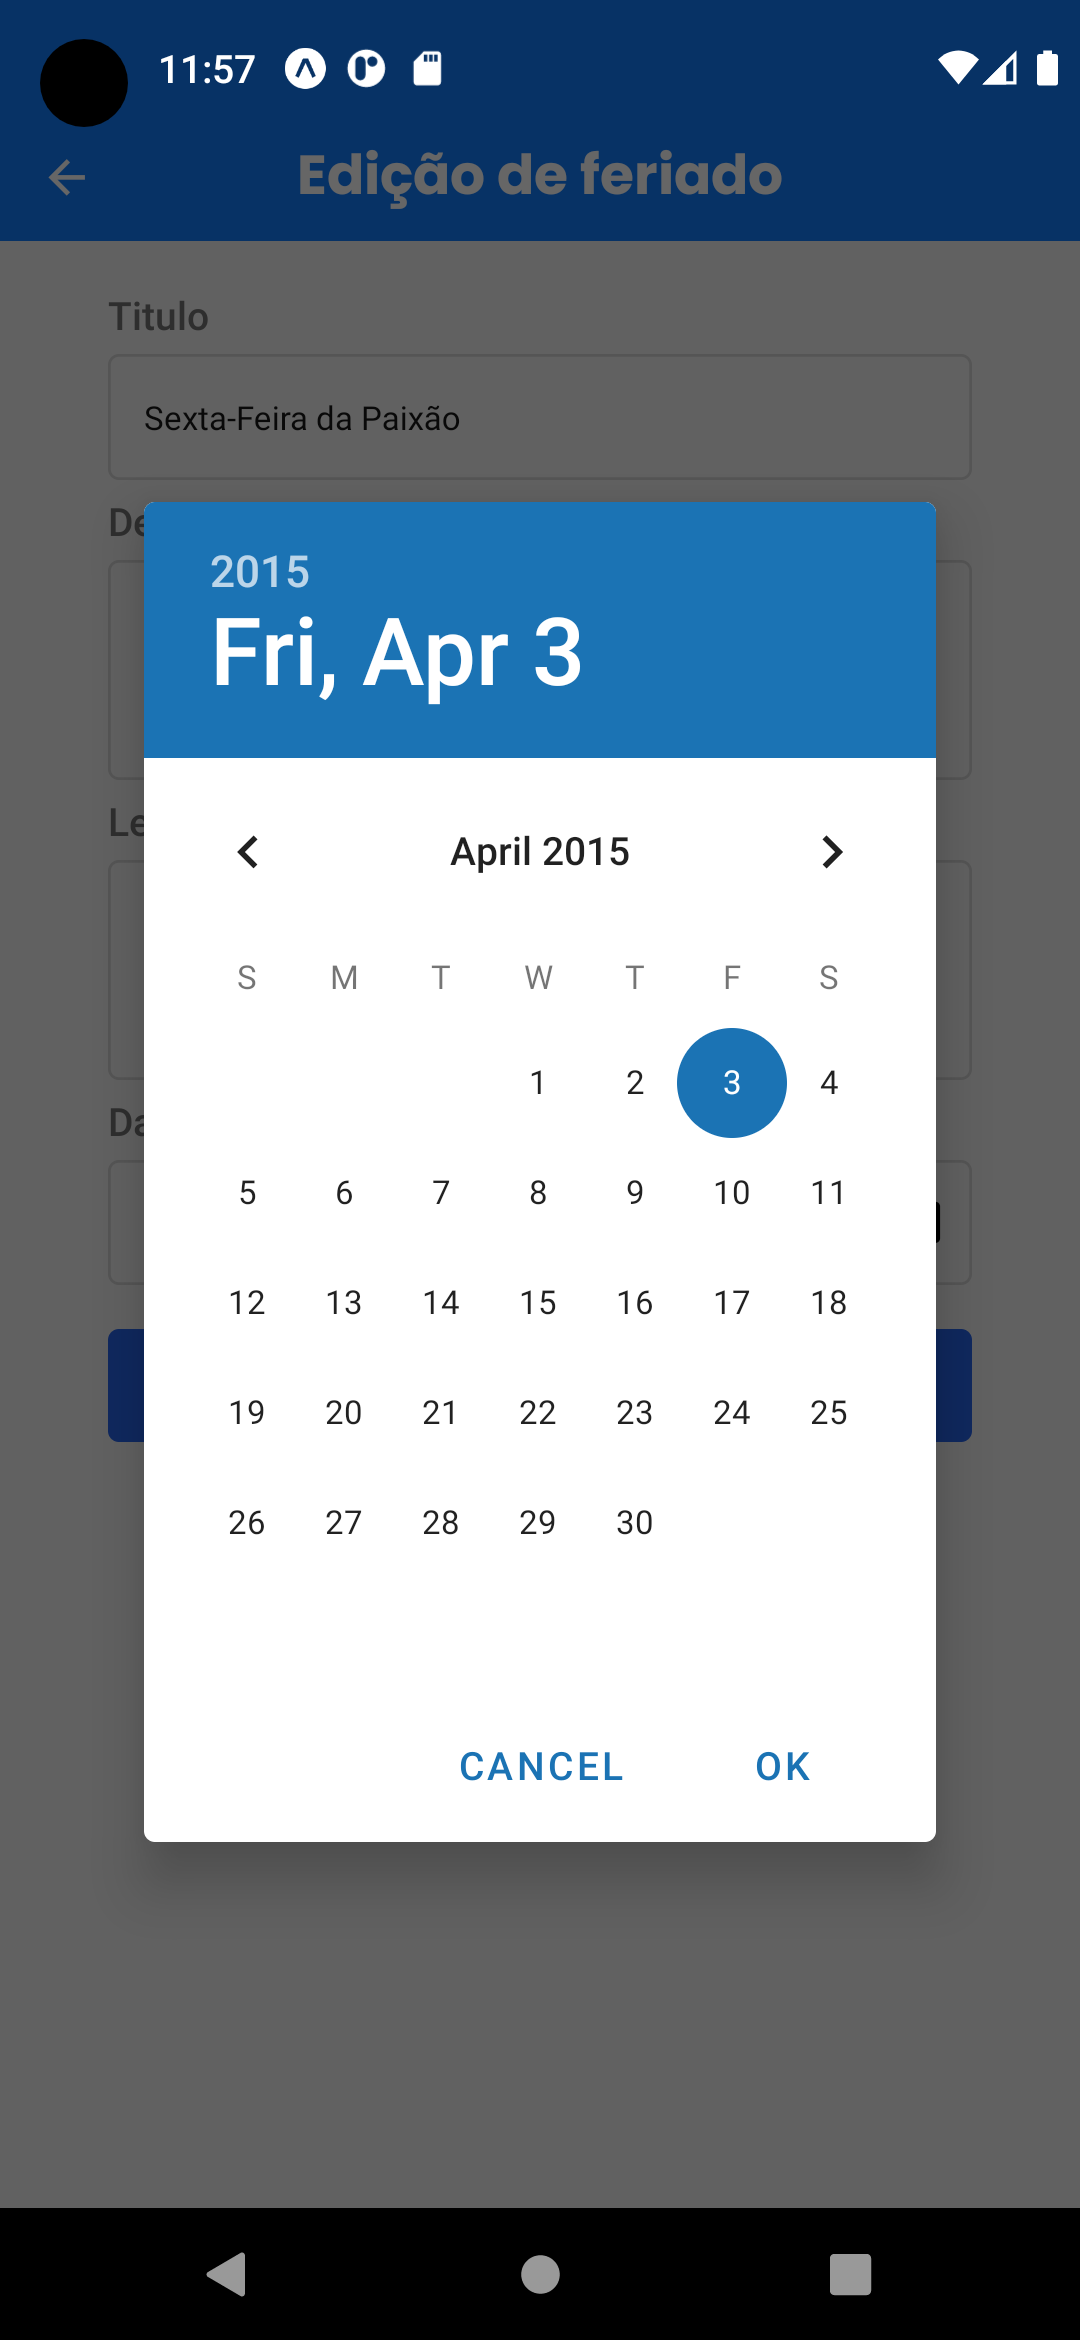 11:57
Edição de feriado
Titulo
Sexta-Feira da Paixão
2015
Fri, Apr 3
April 2015
S M T W T F S
1 2 3 4
5 6 7 8 9 10 11
12 13 14 15 16 17 18
19 20 21 22 23 24 25
26 27 28 29 30
CANCEL OK